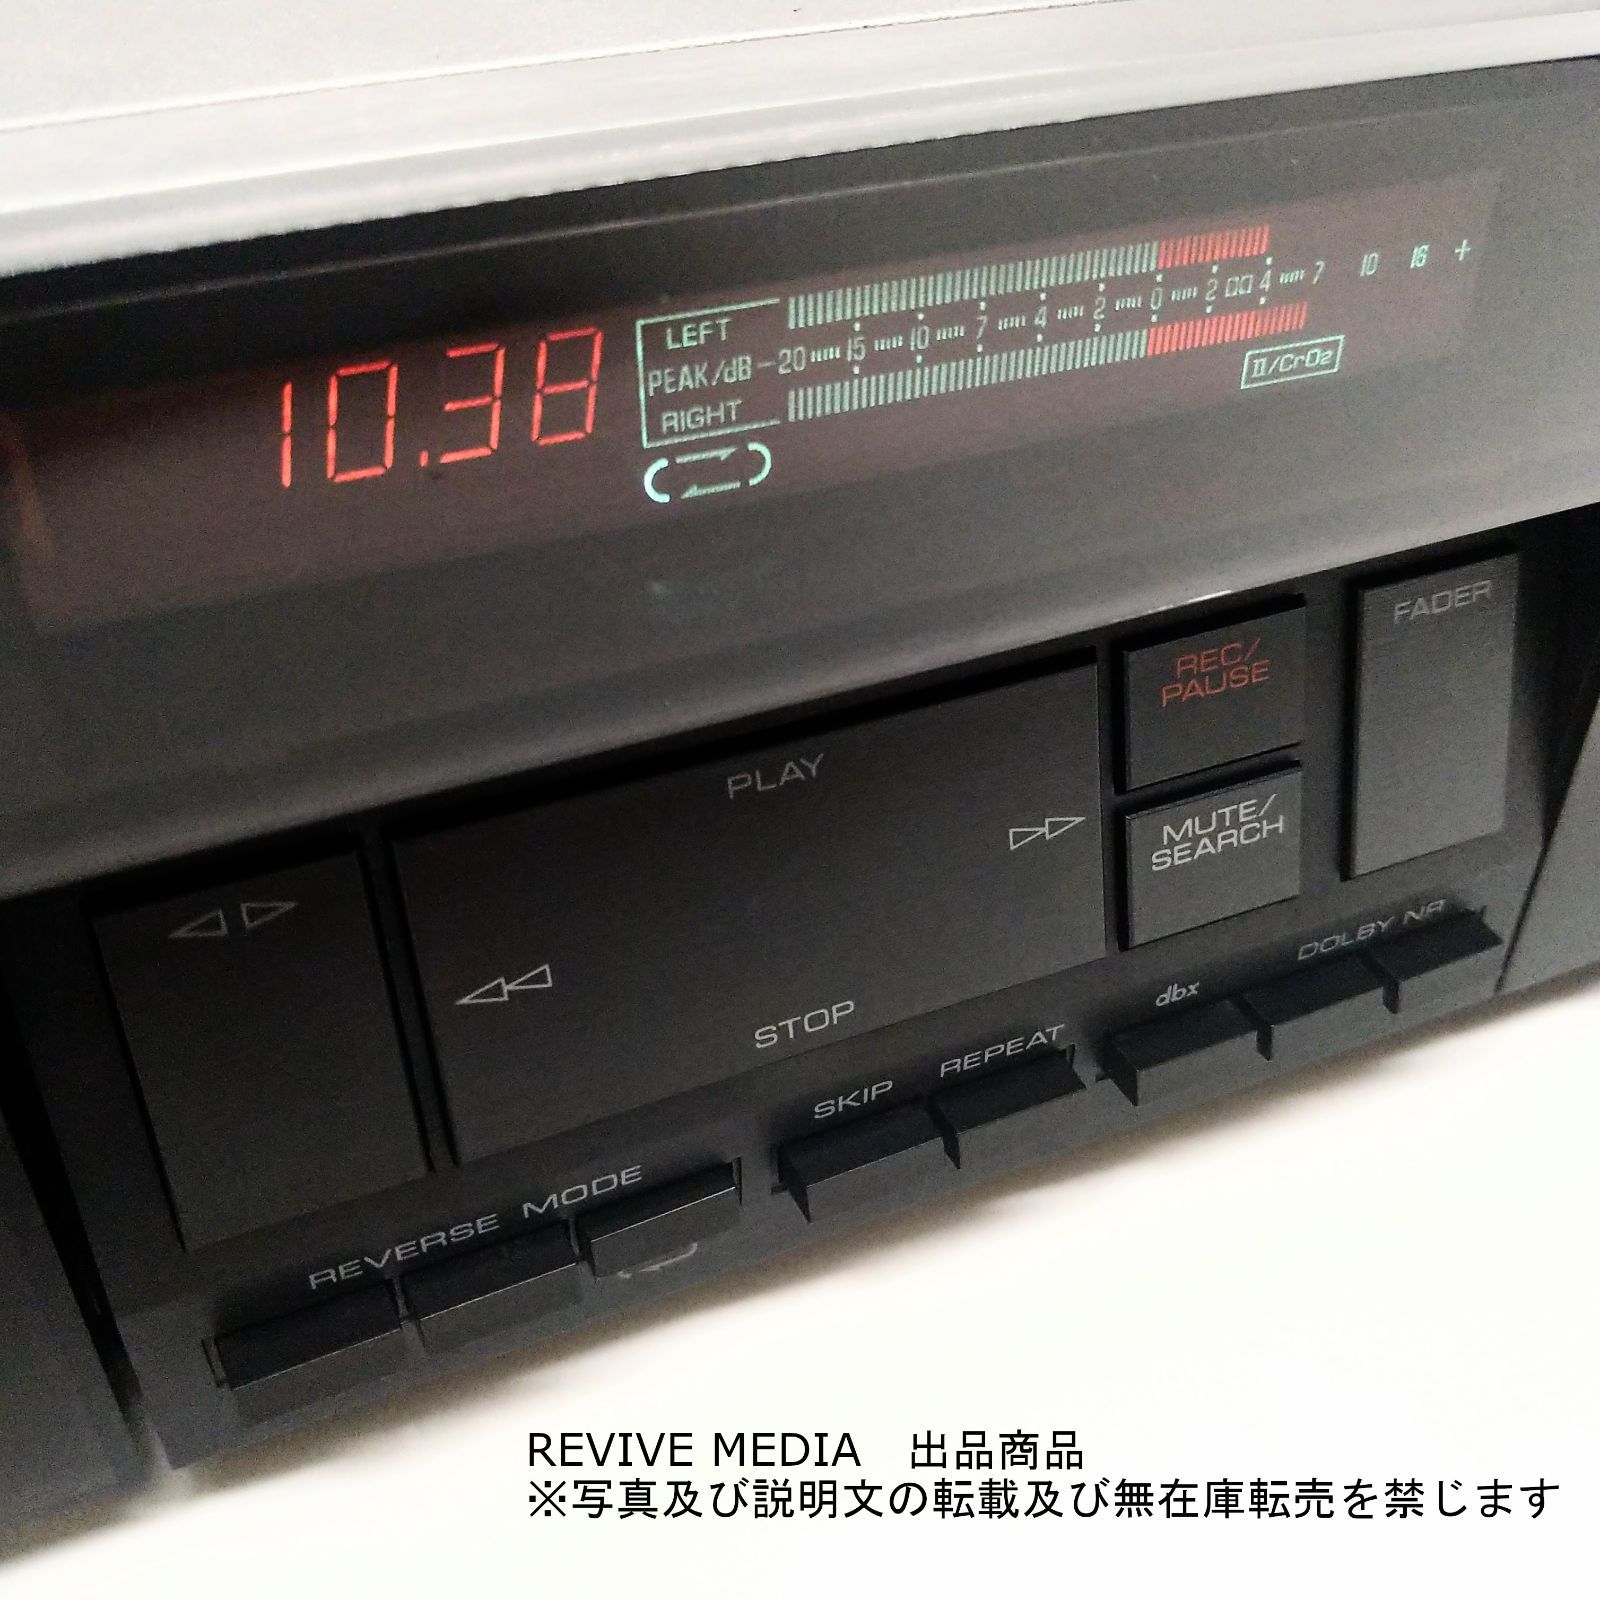 10.38
LEFT
PEAK/dB -20 15 10 7 4 2 0 2 4 7 10 16 +
RIGHT
II/CrO2
FADER
REC/
PAUSE
PLAY
MUTE/
SEARCH
STOP
DOLBY NR
dbx
REPEAT
SKIP
REVERSE MODE
REVIVE MEDIA 出品商品
※写真及び説明文の転載及び無在庫転売を禁じます